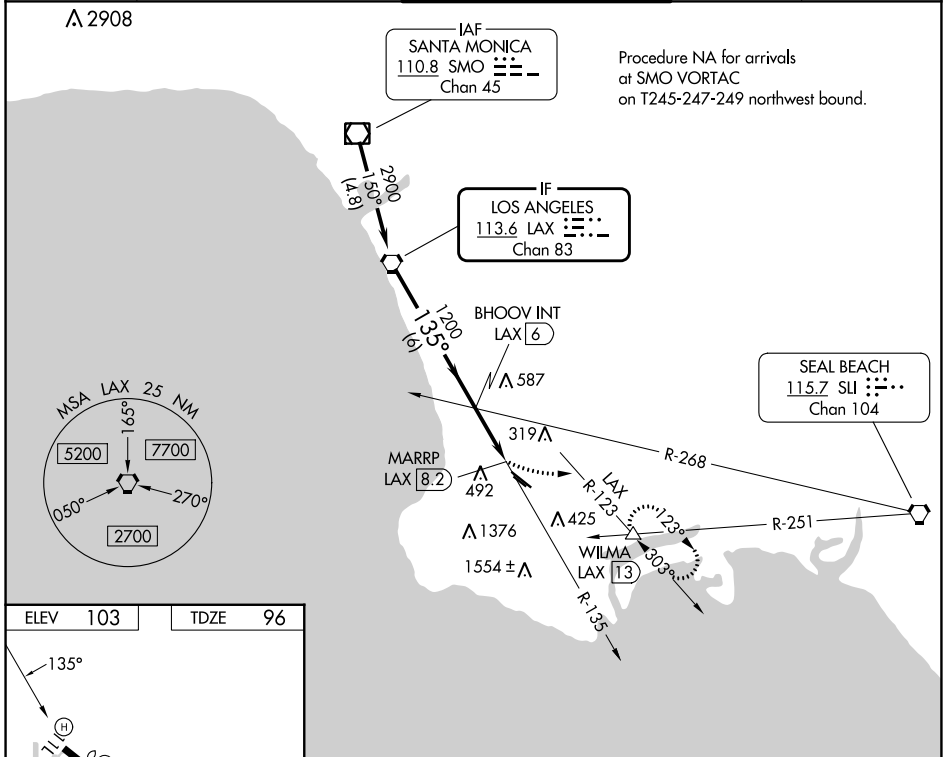 2908
IAF
SANTA MONICA
110.8 SMO
Chan 45
Procedure NA for arrivals
at SMO VORTAC
on T245-247-249 northwest bound.
2900
150°
(4.8)
IF
LOS ANGELES
113.6 LAX
Chan 83
1200
135°
(6)
BHOOV INT
LAX 6
587
SEAL BEACH
115.7 SLI
Chan 104
MSA LAX 25 NM
165°
5200
7700
050°
270°
2700
319
R-268
MARRP
LAX 8.2
492
LAX
R-123
425
123°
R-251
1376
WILMA
LAX 13
303°
1554 ±
R-135
ELEV 103
TDZE 96
135°
H
11L